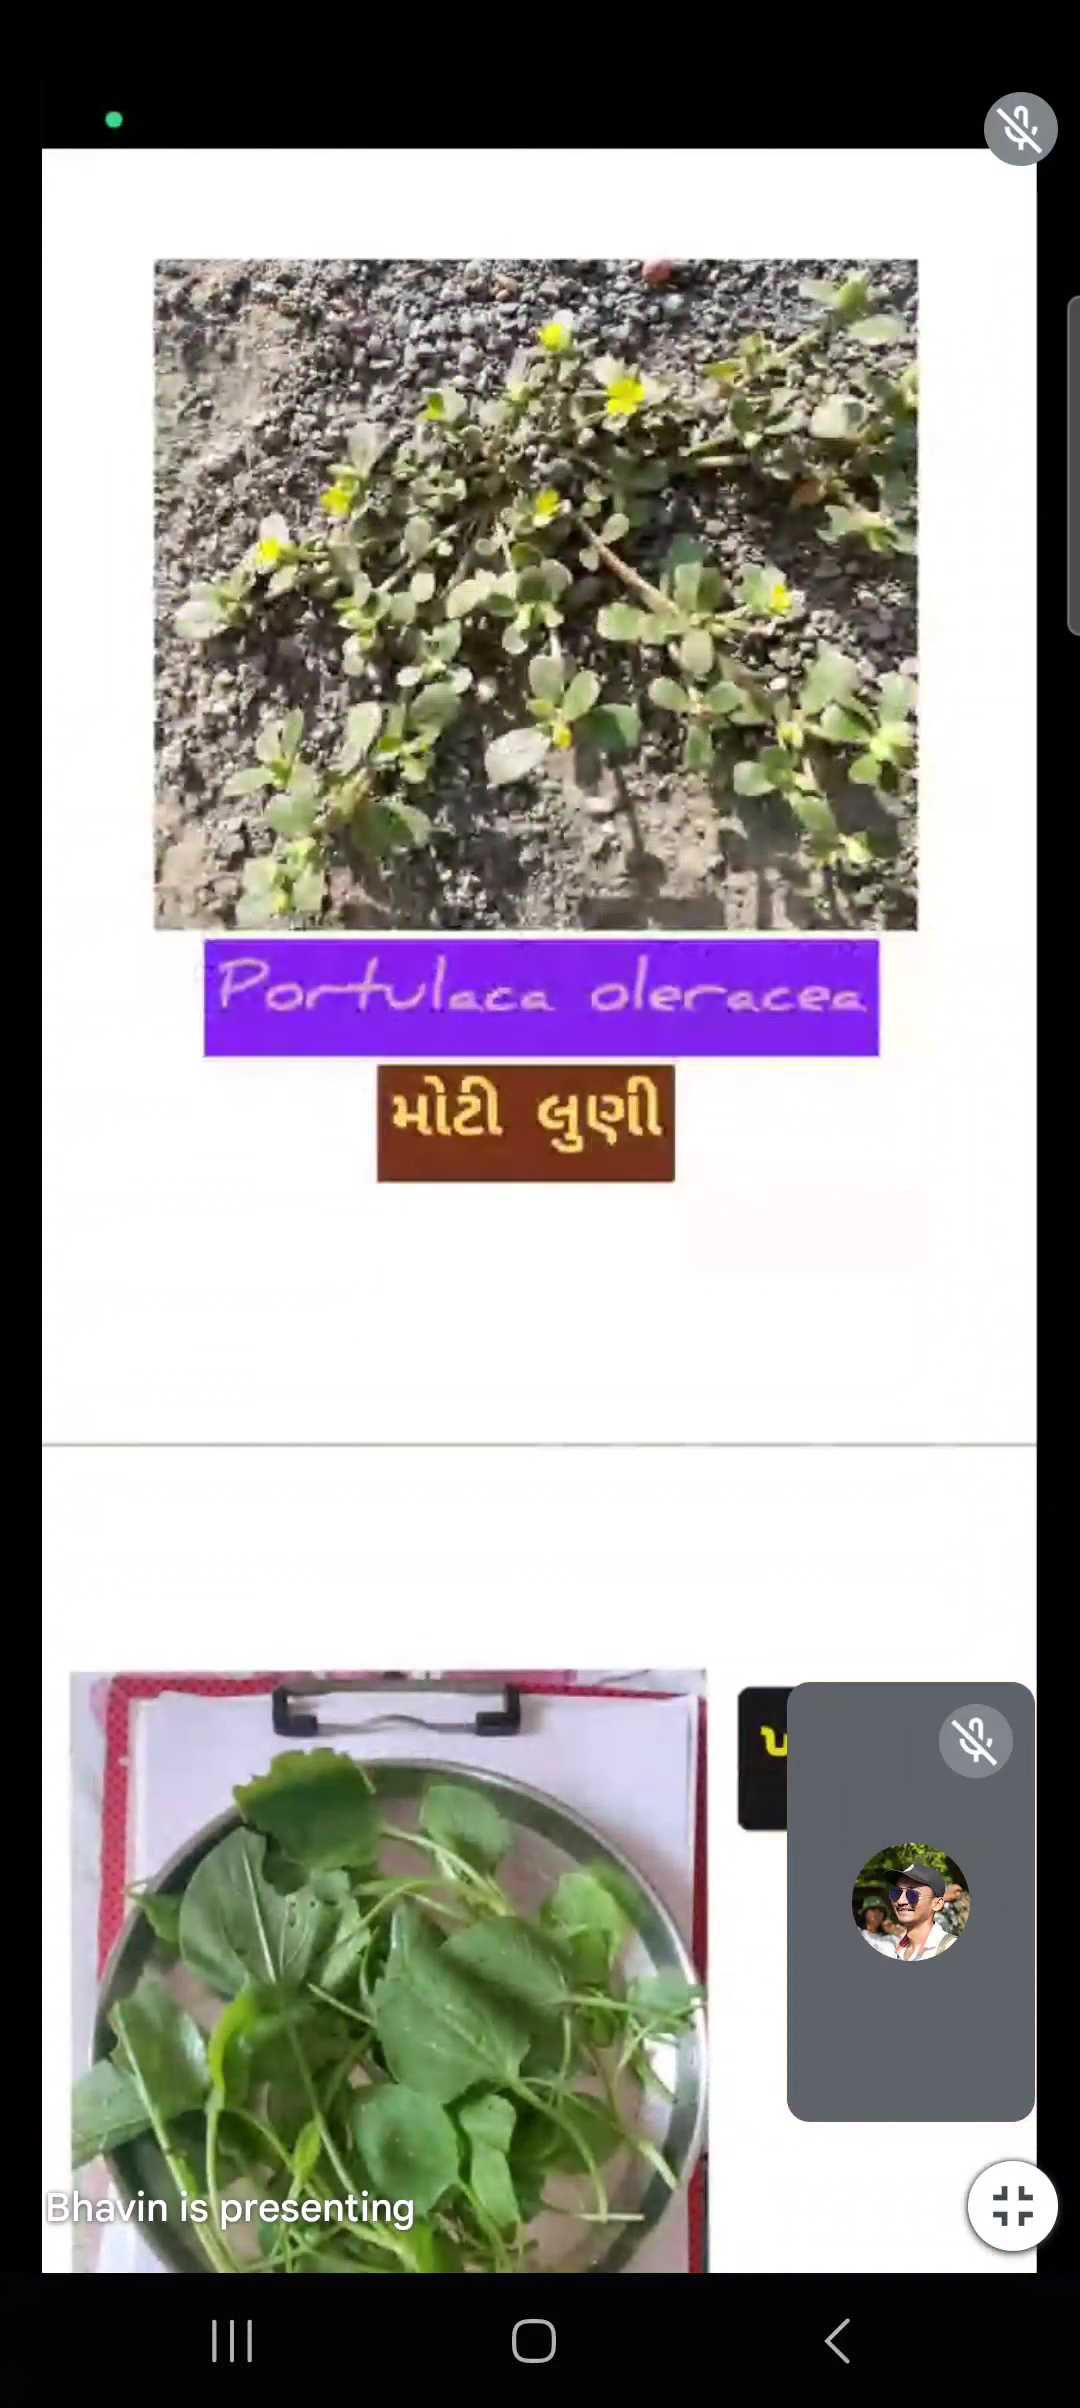 Portulaca oleracea
મોટી લુણી
Bhavin is presenting